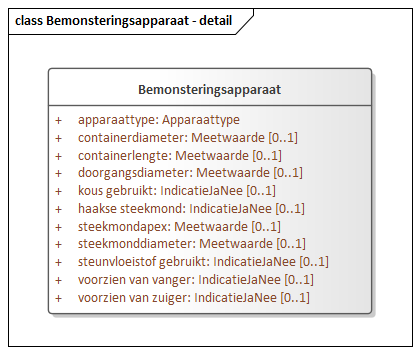 class Bemonsteringsapparaat - detail
Bemonsteringsapparaat
+ apparaattype: Apparaattype
+ containerdiameter: Meetwaarde [0..1]
+ containerlengte: Meetwaarde [0..1]
+ doorgangsdiameter: Meetwaarde [0..1]
+ kous gebruikt: IndicatieJaNee [0..1]
+ haakse steekmond: IndicatieJaNee [0..1]
+ steekmondapex: Meetwaarde [0..1]
+ steekmonddiameter: Meetwaarde [0..1]
+ steunvloeistof gebruikt: IndicatieJaNee [0..1]
+ voorzien van vanger: IndicatieJaNee [0..1]
+ voorzien van zuiger: IndicatieJaNee [0..1]